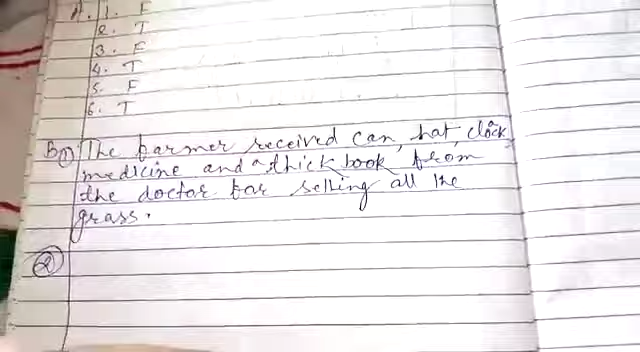 A. 1. F
2. T
3. F
4. T
5. F
6. T
B ① The farmer received can, hat, clock,
medicine and a thick book from
the doctor for selling all the
grass.
②